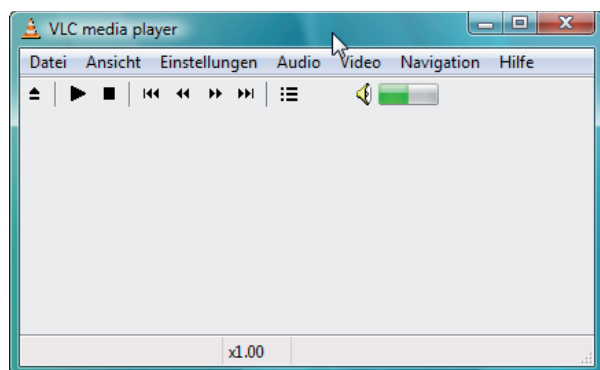 VLC media player
Datei Ansicht Einstellungen Audio Video Navigation Hilfe
x1.00